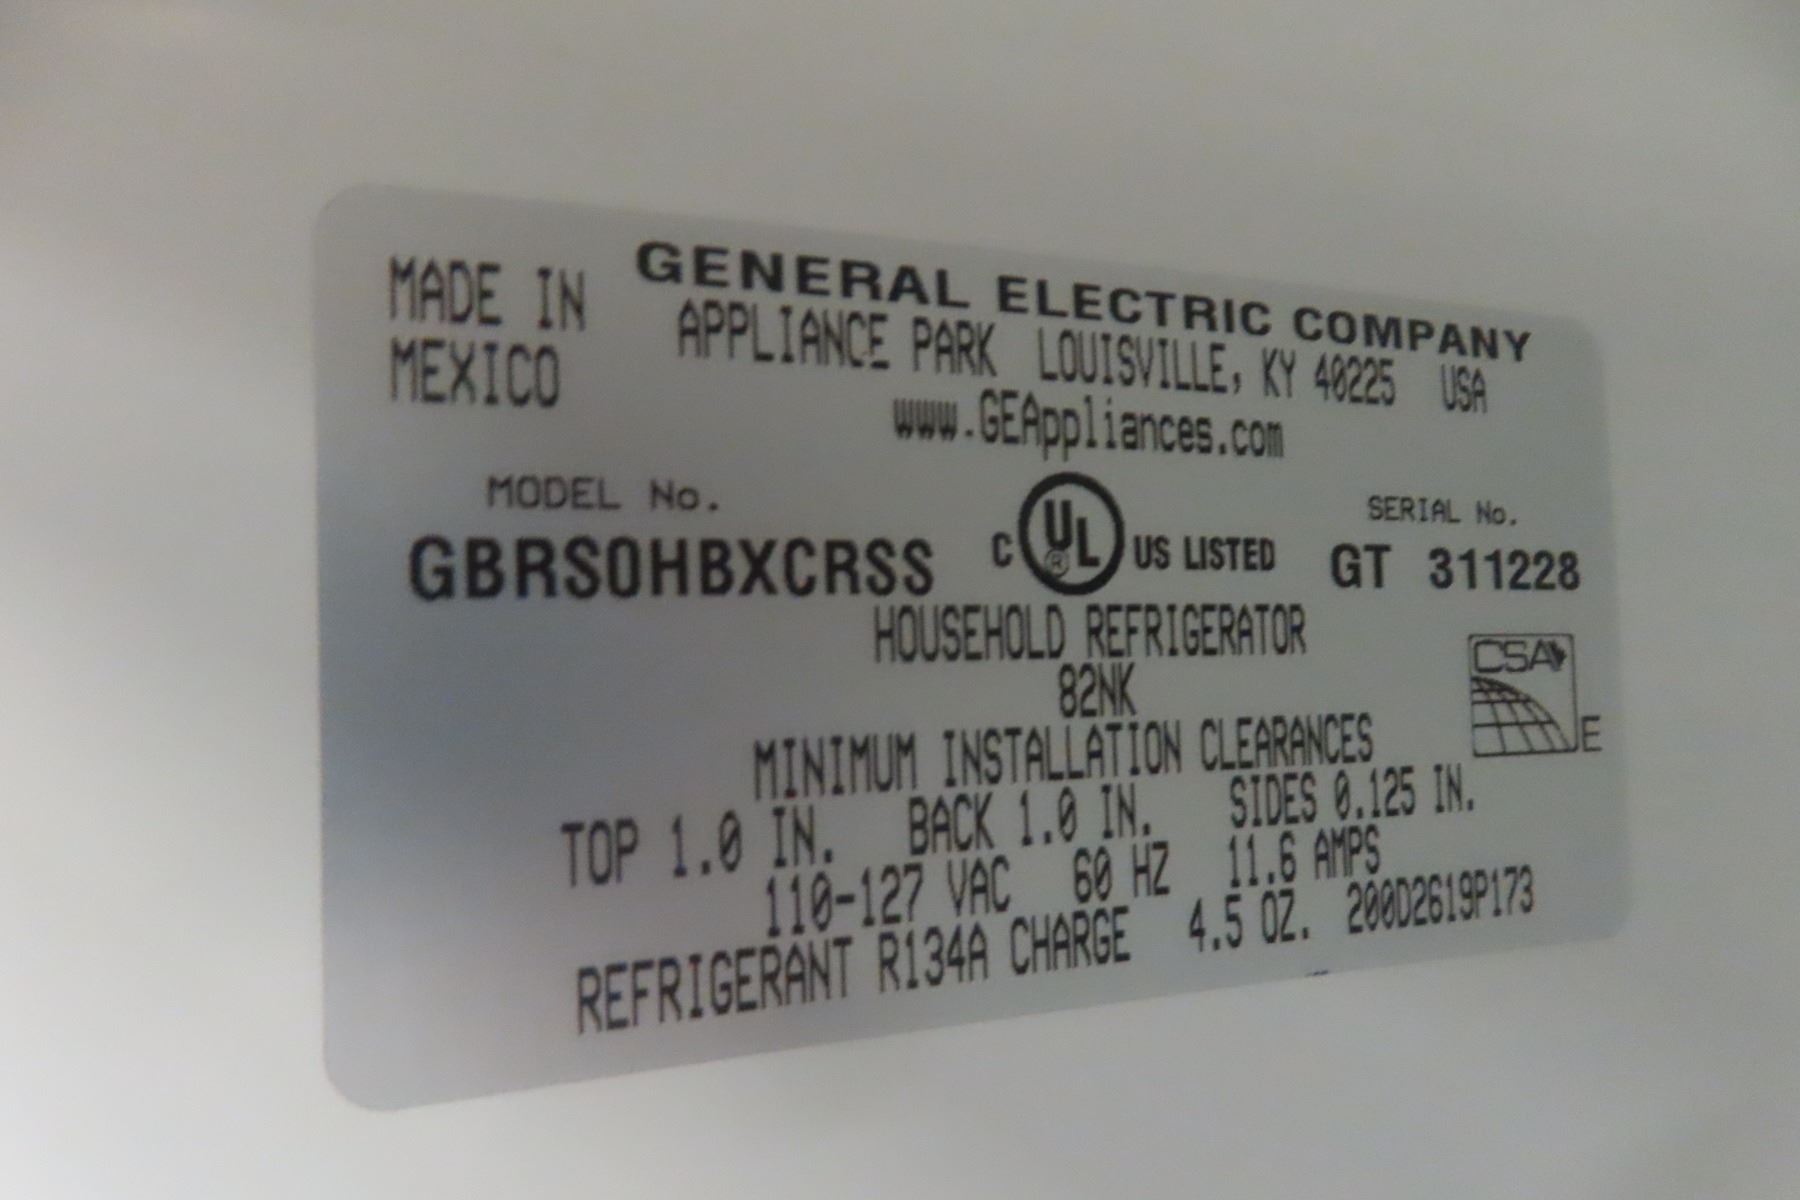 MADE IN
MEXICO
GENERAL ELECTRIC COMPANY
APPLIANCE PARK LOUISVILLE, KY 40225 USA
www.GEAppliances.com
MODEL No.
GBRS0HBXCRSS
C UL ® US LISTED
SERIAL No.
GT 311228
HOUSEHOLD REFRIGERATOR
82NK
CSA
E
MINIMUM INSTALLATION CLEARANCES
TOP 1.0 IN. BACK 1.0 IN. SIDES 0.125 IN.
110-127 VAC 60 HZ 11.6 AMPS
REFRIGERANT R134A CHARGE 4.5 OZ. 200D2619P173